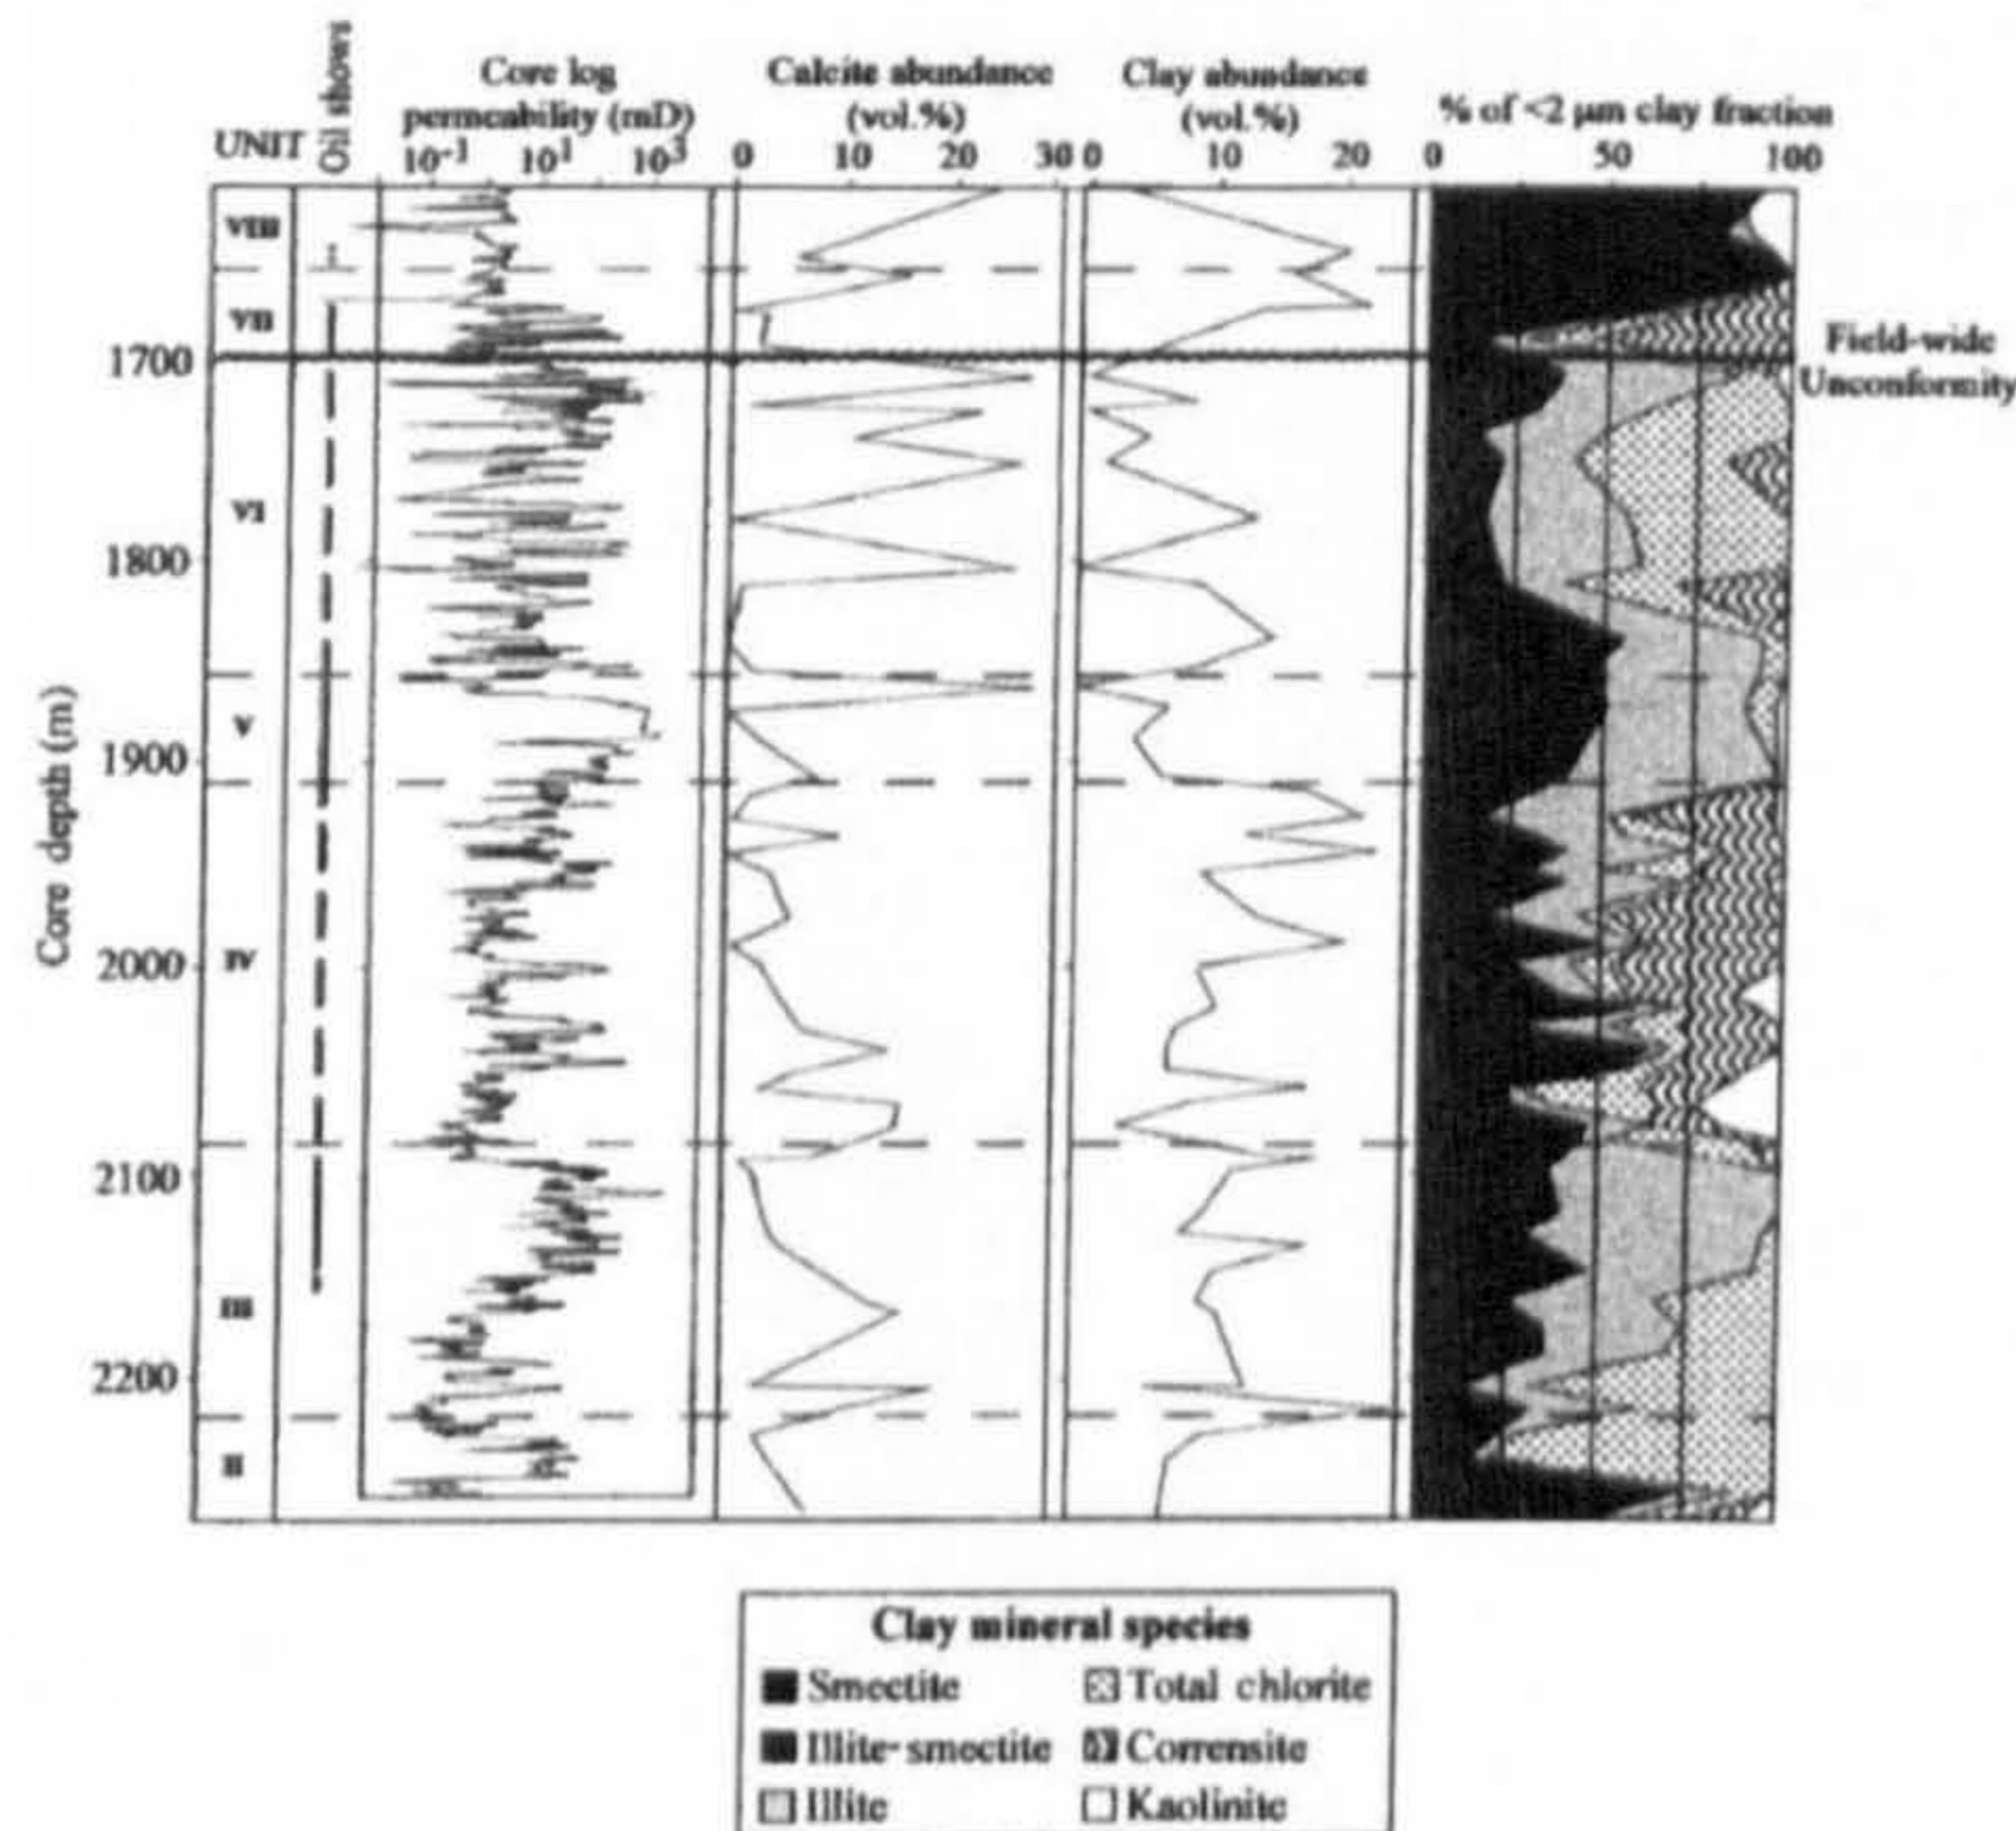 UNIT
Oil shows
Core log
permeability (mD)
10⁻¹ 10¹ 10³
Calcite abundance
(vol.%)
0 10 20 30
Clay abundance
(vol.%)
0 10 20
% of <2 μm clay fraction
0 50 100
VIII
VII
VI
V
IV
III
II
Core depth (m)
1700
1800
1900
2000
2100
2200
Field-wide
Unconformity
Clay mineral species
Smectite
Total chlorite
Illite-smectite
Corrensite
Illite
Kaolinite